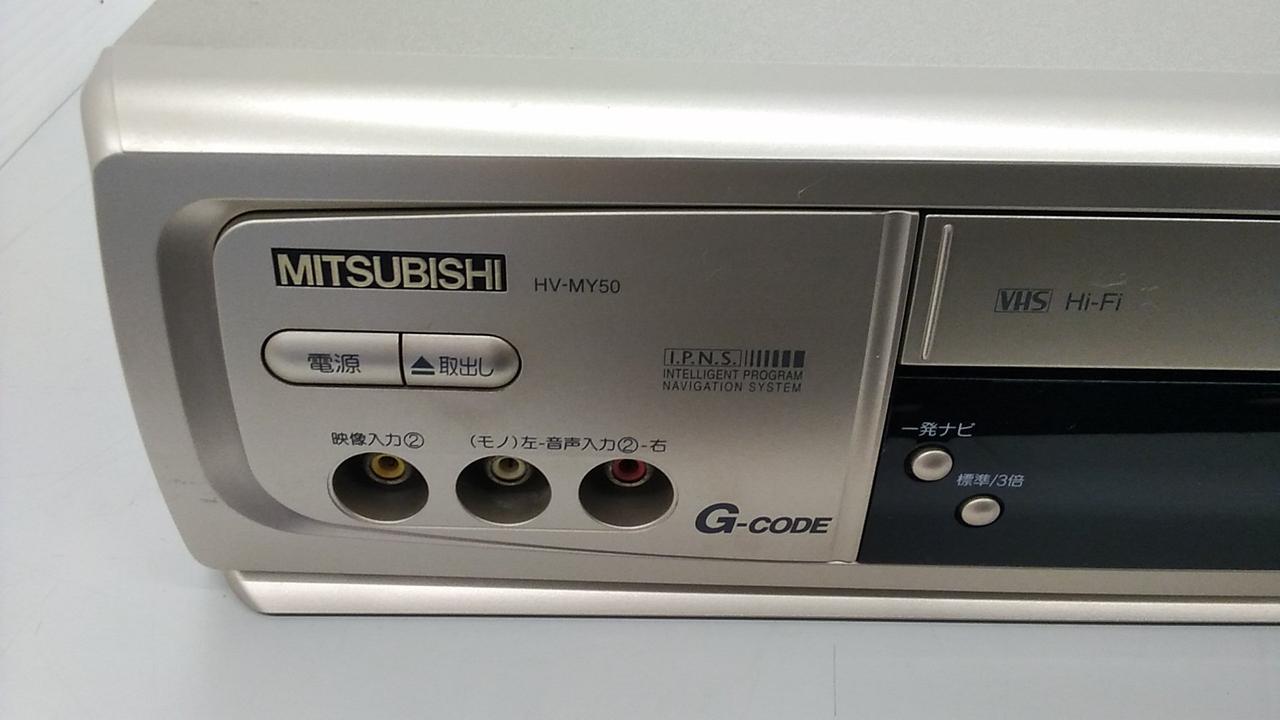 MITSUBISHI HV-MY50
VHS Hi-Fi
電源 ▲取出し
I.P.N.S.
INTELLIGENT PROGRAM
NAVIGATION SYSTEM
映像入力② (モノ)左-音声入力②-右
一発ナビ
標準/3倍
G-CODE